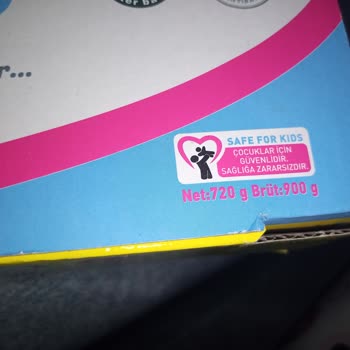 r...
SAFE FOR KIDS
ÇOCUKLAR İÇİN
GÜVENLİDİR.
SAĞLIĞA ZARARSIZDIR.
Net:720 g Brüt:900 g